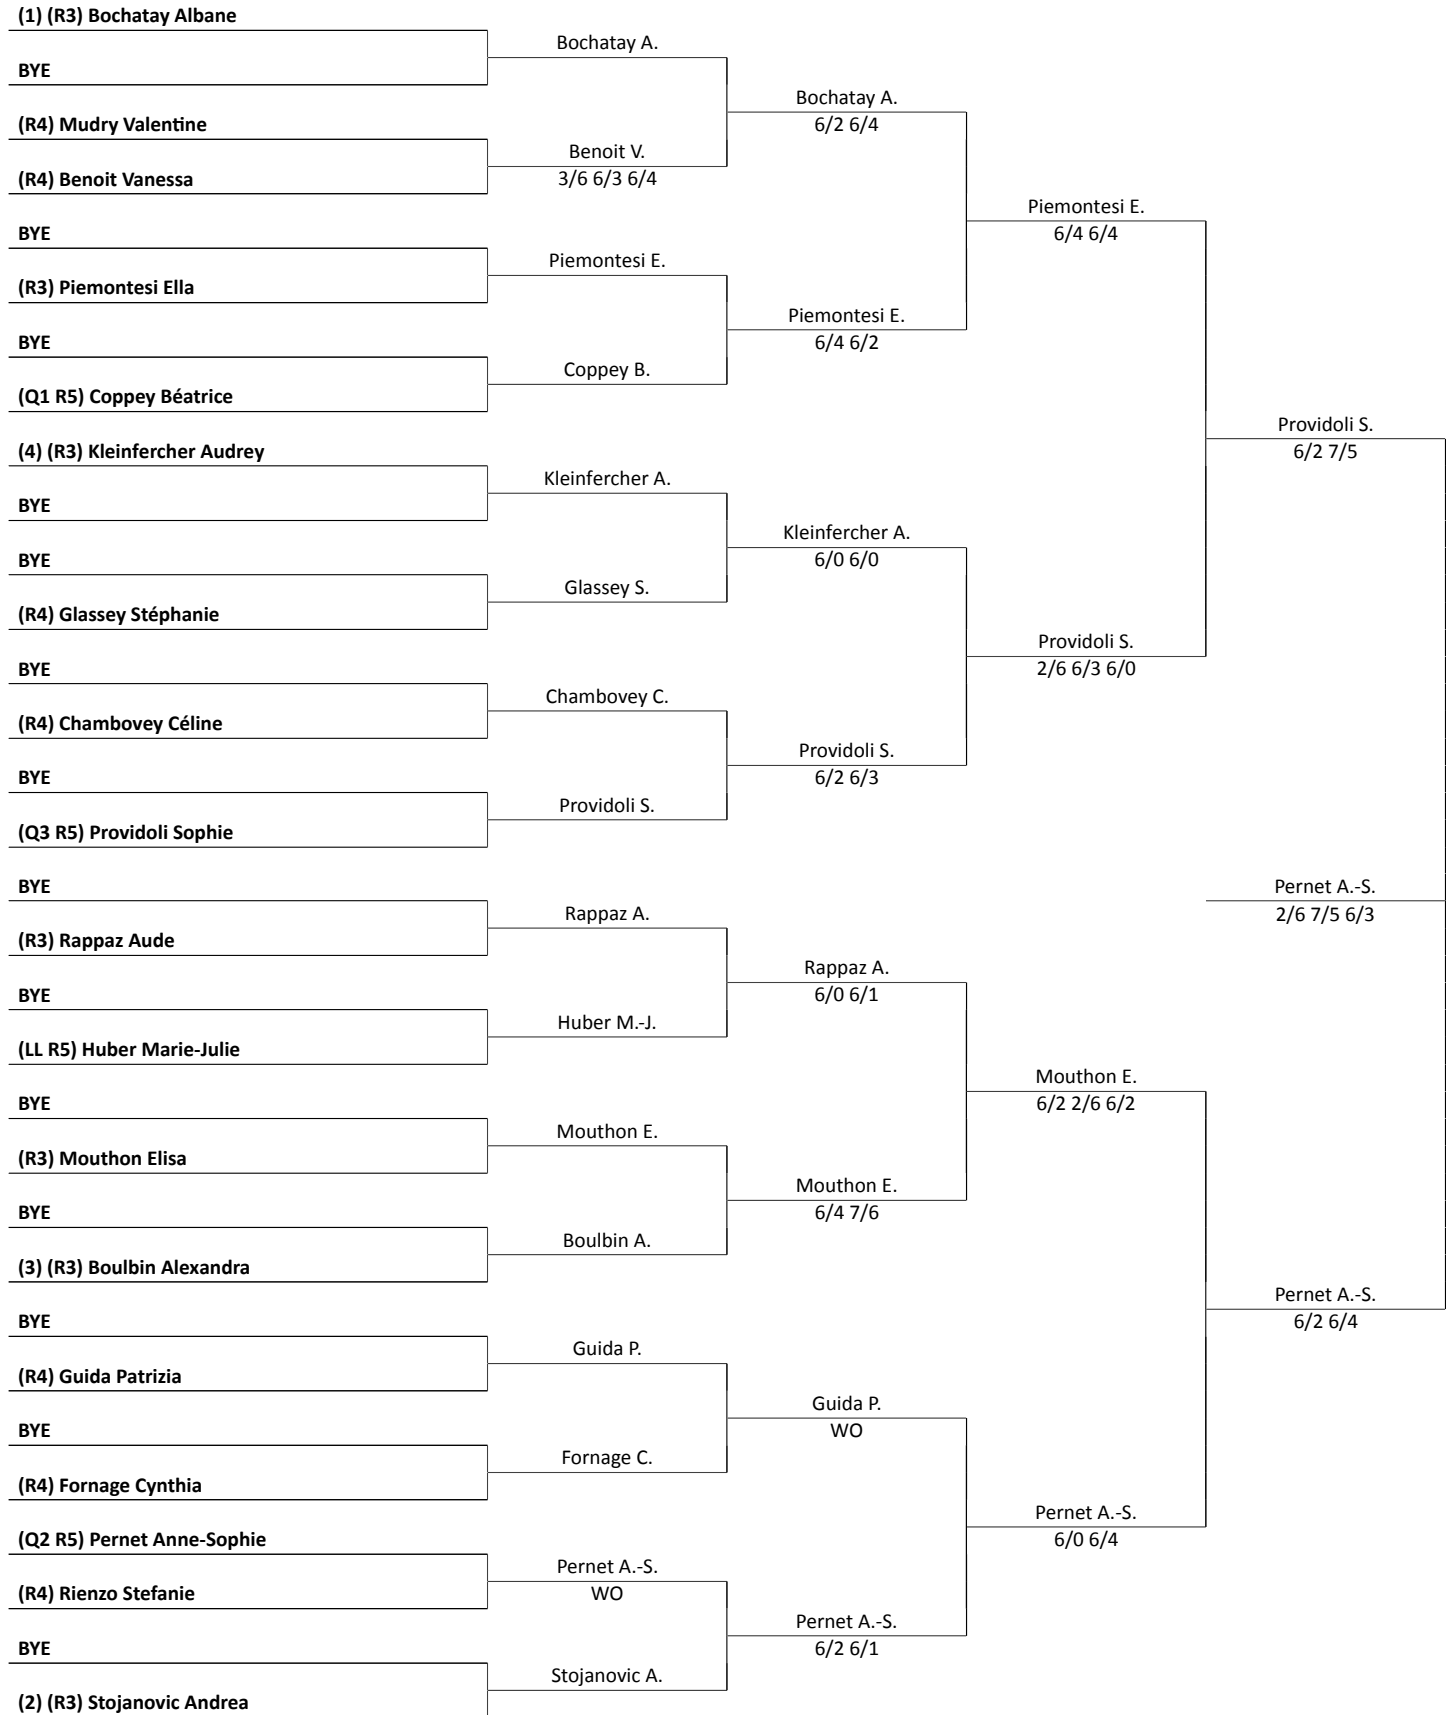 (1) (R3) Bochatay Albane
Bochatay A.
BYE
Bochatay A.
6/2 6/4
(R4) Mudry Valentine
Benoit V.
3/6 6/3 6/4
(R4) Benoit Vanessa
Piemontesi E.
6/4 6/4
BYE
Piemontesi E.
(R3) Piemontesi Ella
Piemontesi E.
6/4 6/2
BYE
Coppey B.
(Q1 R5) Coppey Béatrice
Providoli S.
6/2 7/5
(4) (R3) Kleinfercher Audrey
Kleinfercher A.
BYE
Kleinfercher A.
6/0 6/0
BYE
Glassey S.
(R4) Glassey Stéphanie
Providoli S.
2/6 6/3 6/0
BYE
Chambovey C.
(R4) Chambovey Céline
Providoli S.
6/2 6/3
BYE
Providoli S.
(Q3 R5) Providoli Sophie
BYE
Pernet A.-S.
2/6 7/5 6/3
Rappaz A.
(R3) Rappaz Aude
Rappaz A.
6/0 6/1
BYE
Huber M.-J.
(LL R5) Huber Marie-Julie
Mouthon E.
6/2 2/6 6/2
BYE
Mouthon E.
(R3) Mouthon Elisa
Mouthon E.
6/4 7/6
BYE
Boulbin A.
(3) (R3) Boulbin Alexandra
Pernet A.-S.
6/2 6/4
BYE
Guida P.
(R4) Guida Patrizia
Guida P.
WO
BYE
Fornage C.
(R4) Fornage Cynthia
Pernet A.-S.
6/0 6/4
(Q2 R5) Pernet Anne-Sophie
Pernet A.-S.
WO
(R4) Rienzo Stefanie
Pernet A.-S.
6/2 6/1
BYE
Stojanovic A.
(2) (R3) Stojanovic Andrea